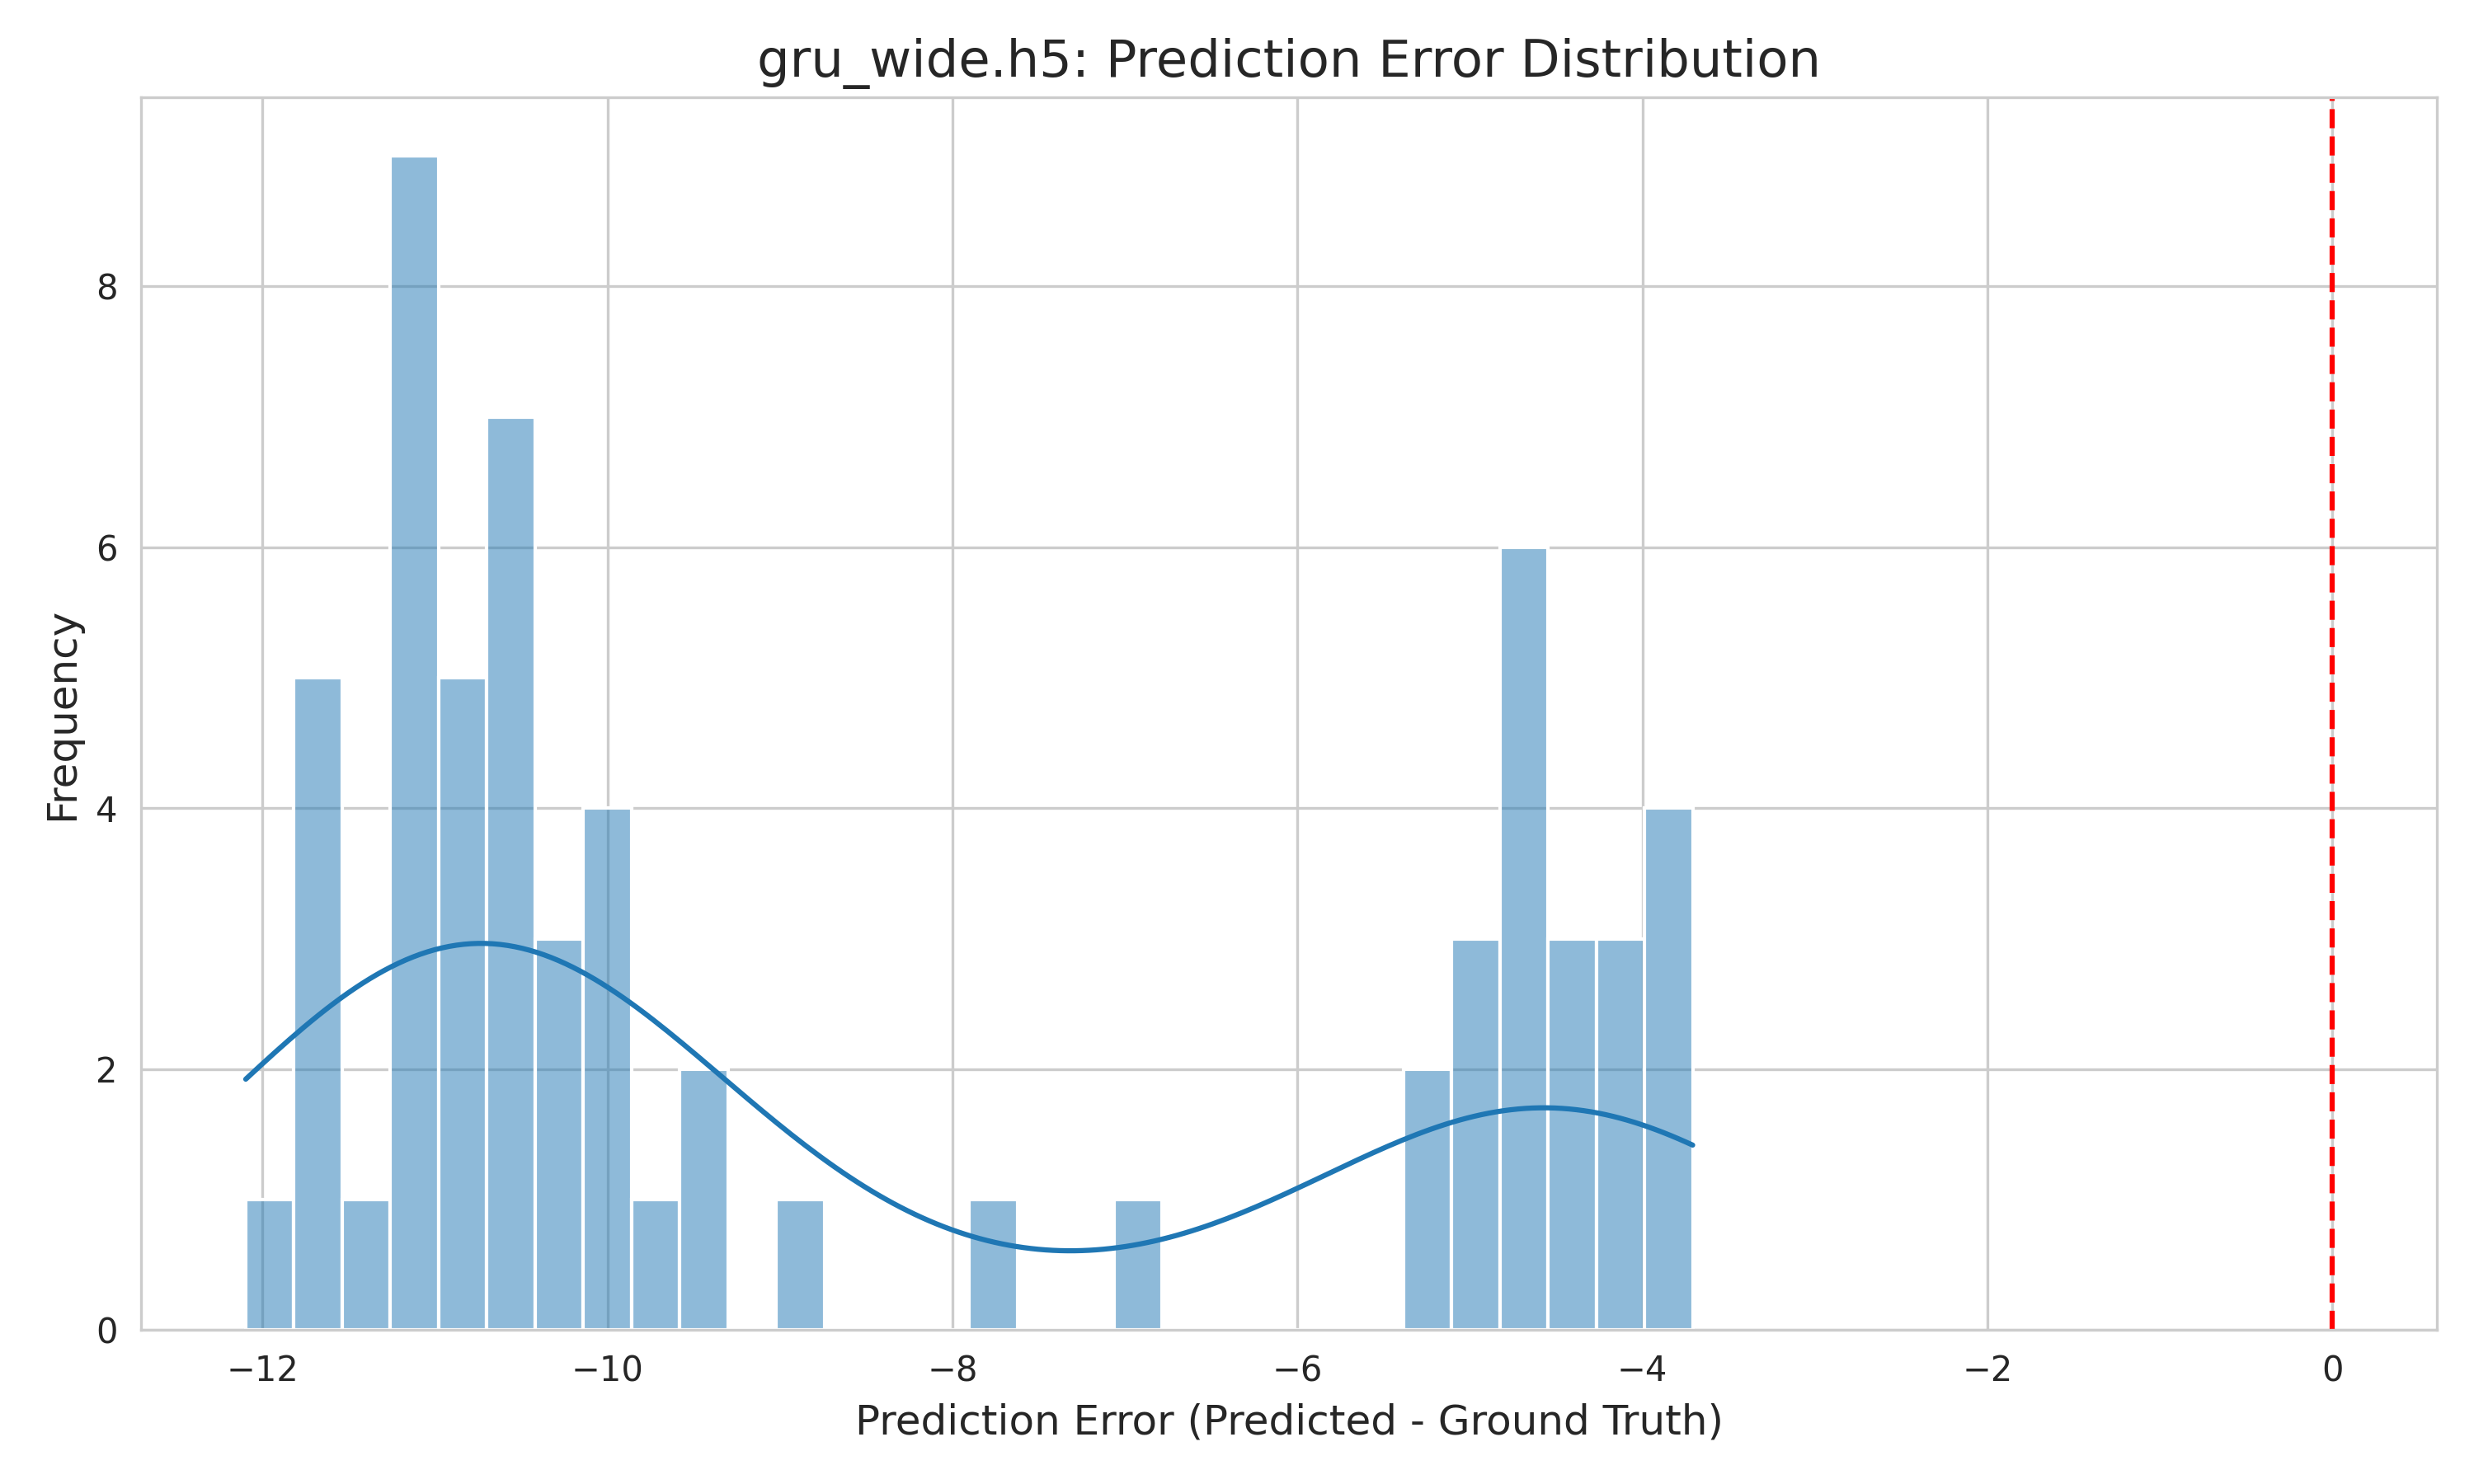 gru_wide.h5: Prediction Error Distribution
Frequency
8
6
4
2
0
−12 −10 −8 −6 −4 −2 0
Prediction Error (Predicted - Ground Truth)